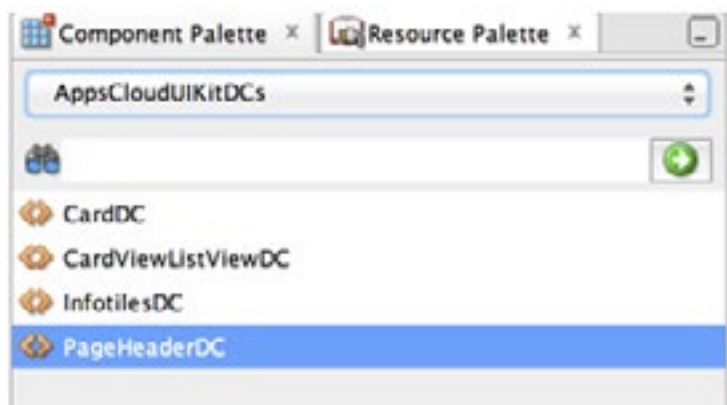 Component Palette Resource Palette
AppsCloudUIKitDCs
CardDC
CardViewListViewDC
InfotilesDC
PageHeaderDC